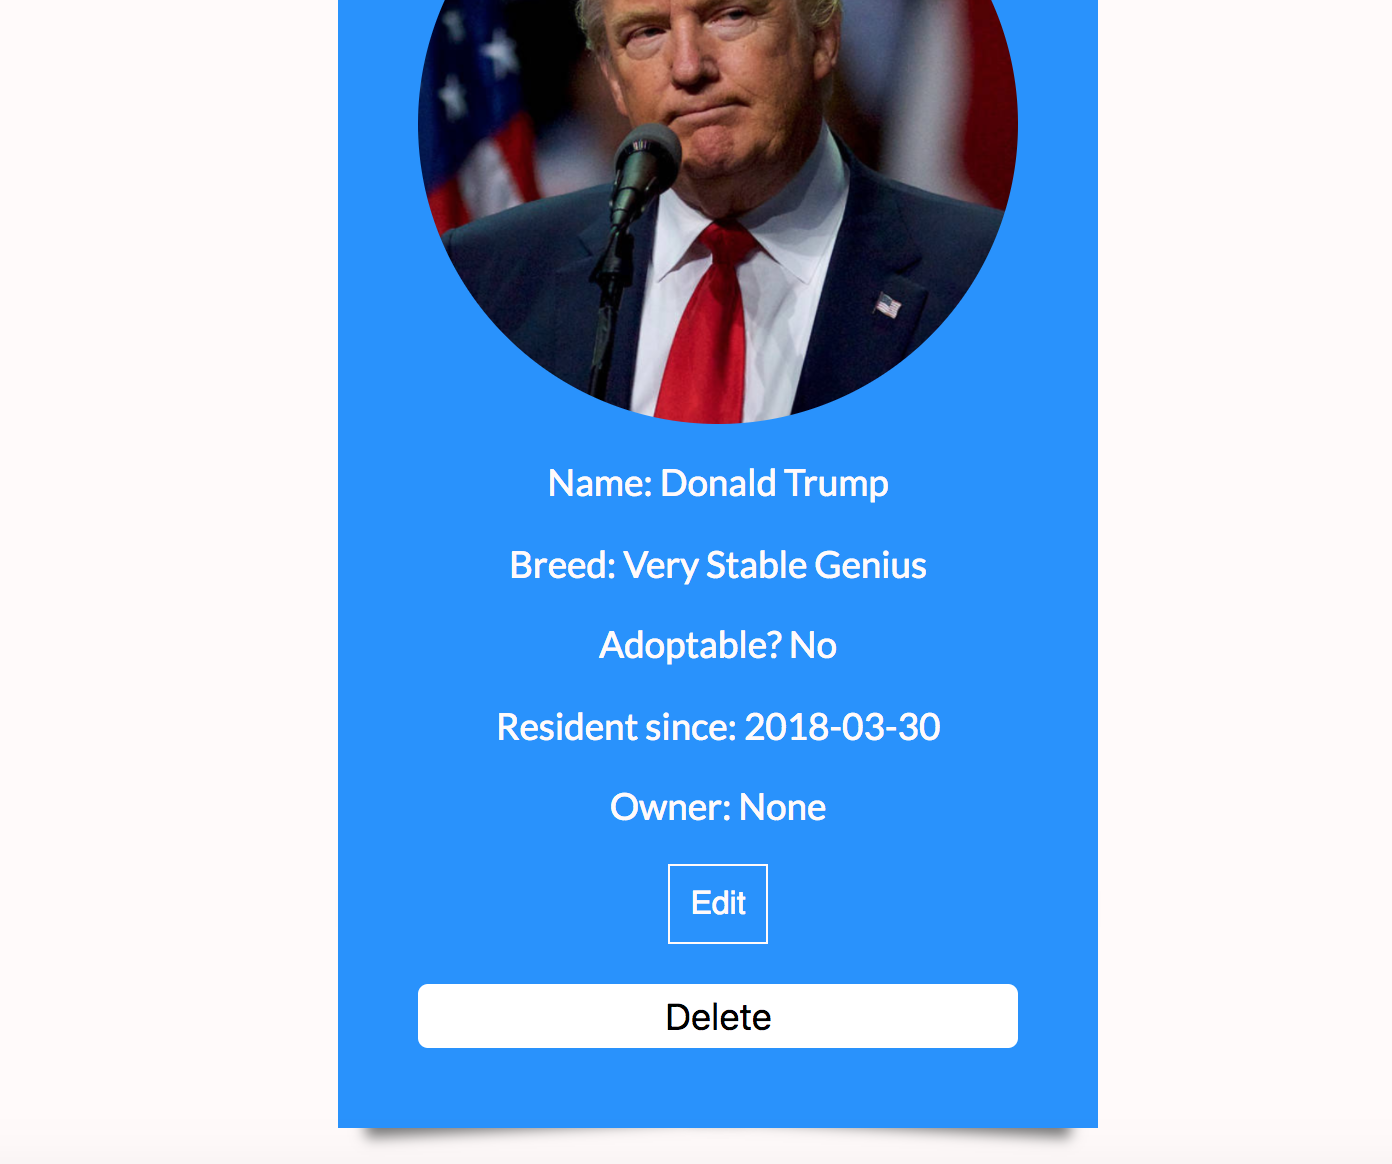 Name: Donald Trump
Breed: Very Stable Genius
Adoptable? No
Resident since: 2018-03-30
Owner: None
Edit
Delete